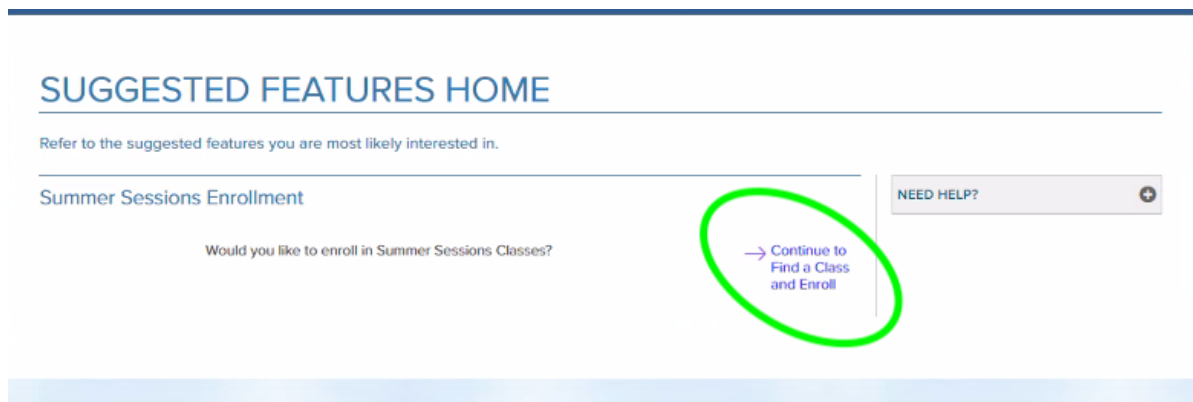 SUGGESTED FEATURES HOME
Refer to the suggested features you are most likely interested in.
Summer Sessions Enrollment
NEED HELP?
Would you like to enroll in Summer Sessions Classes?
Continue to
Find a Class
and Enroll